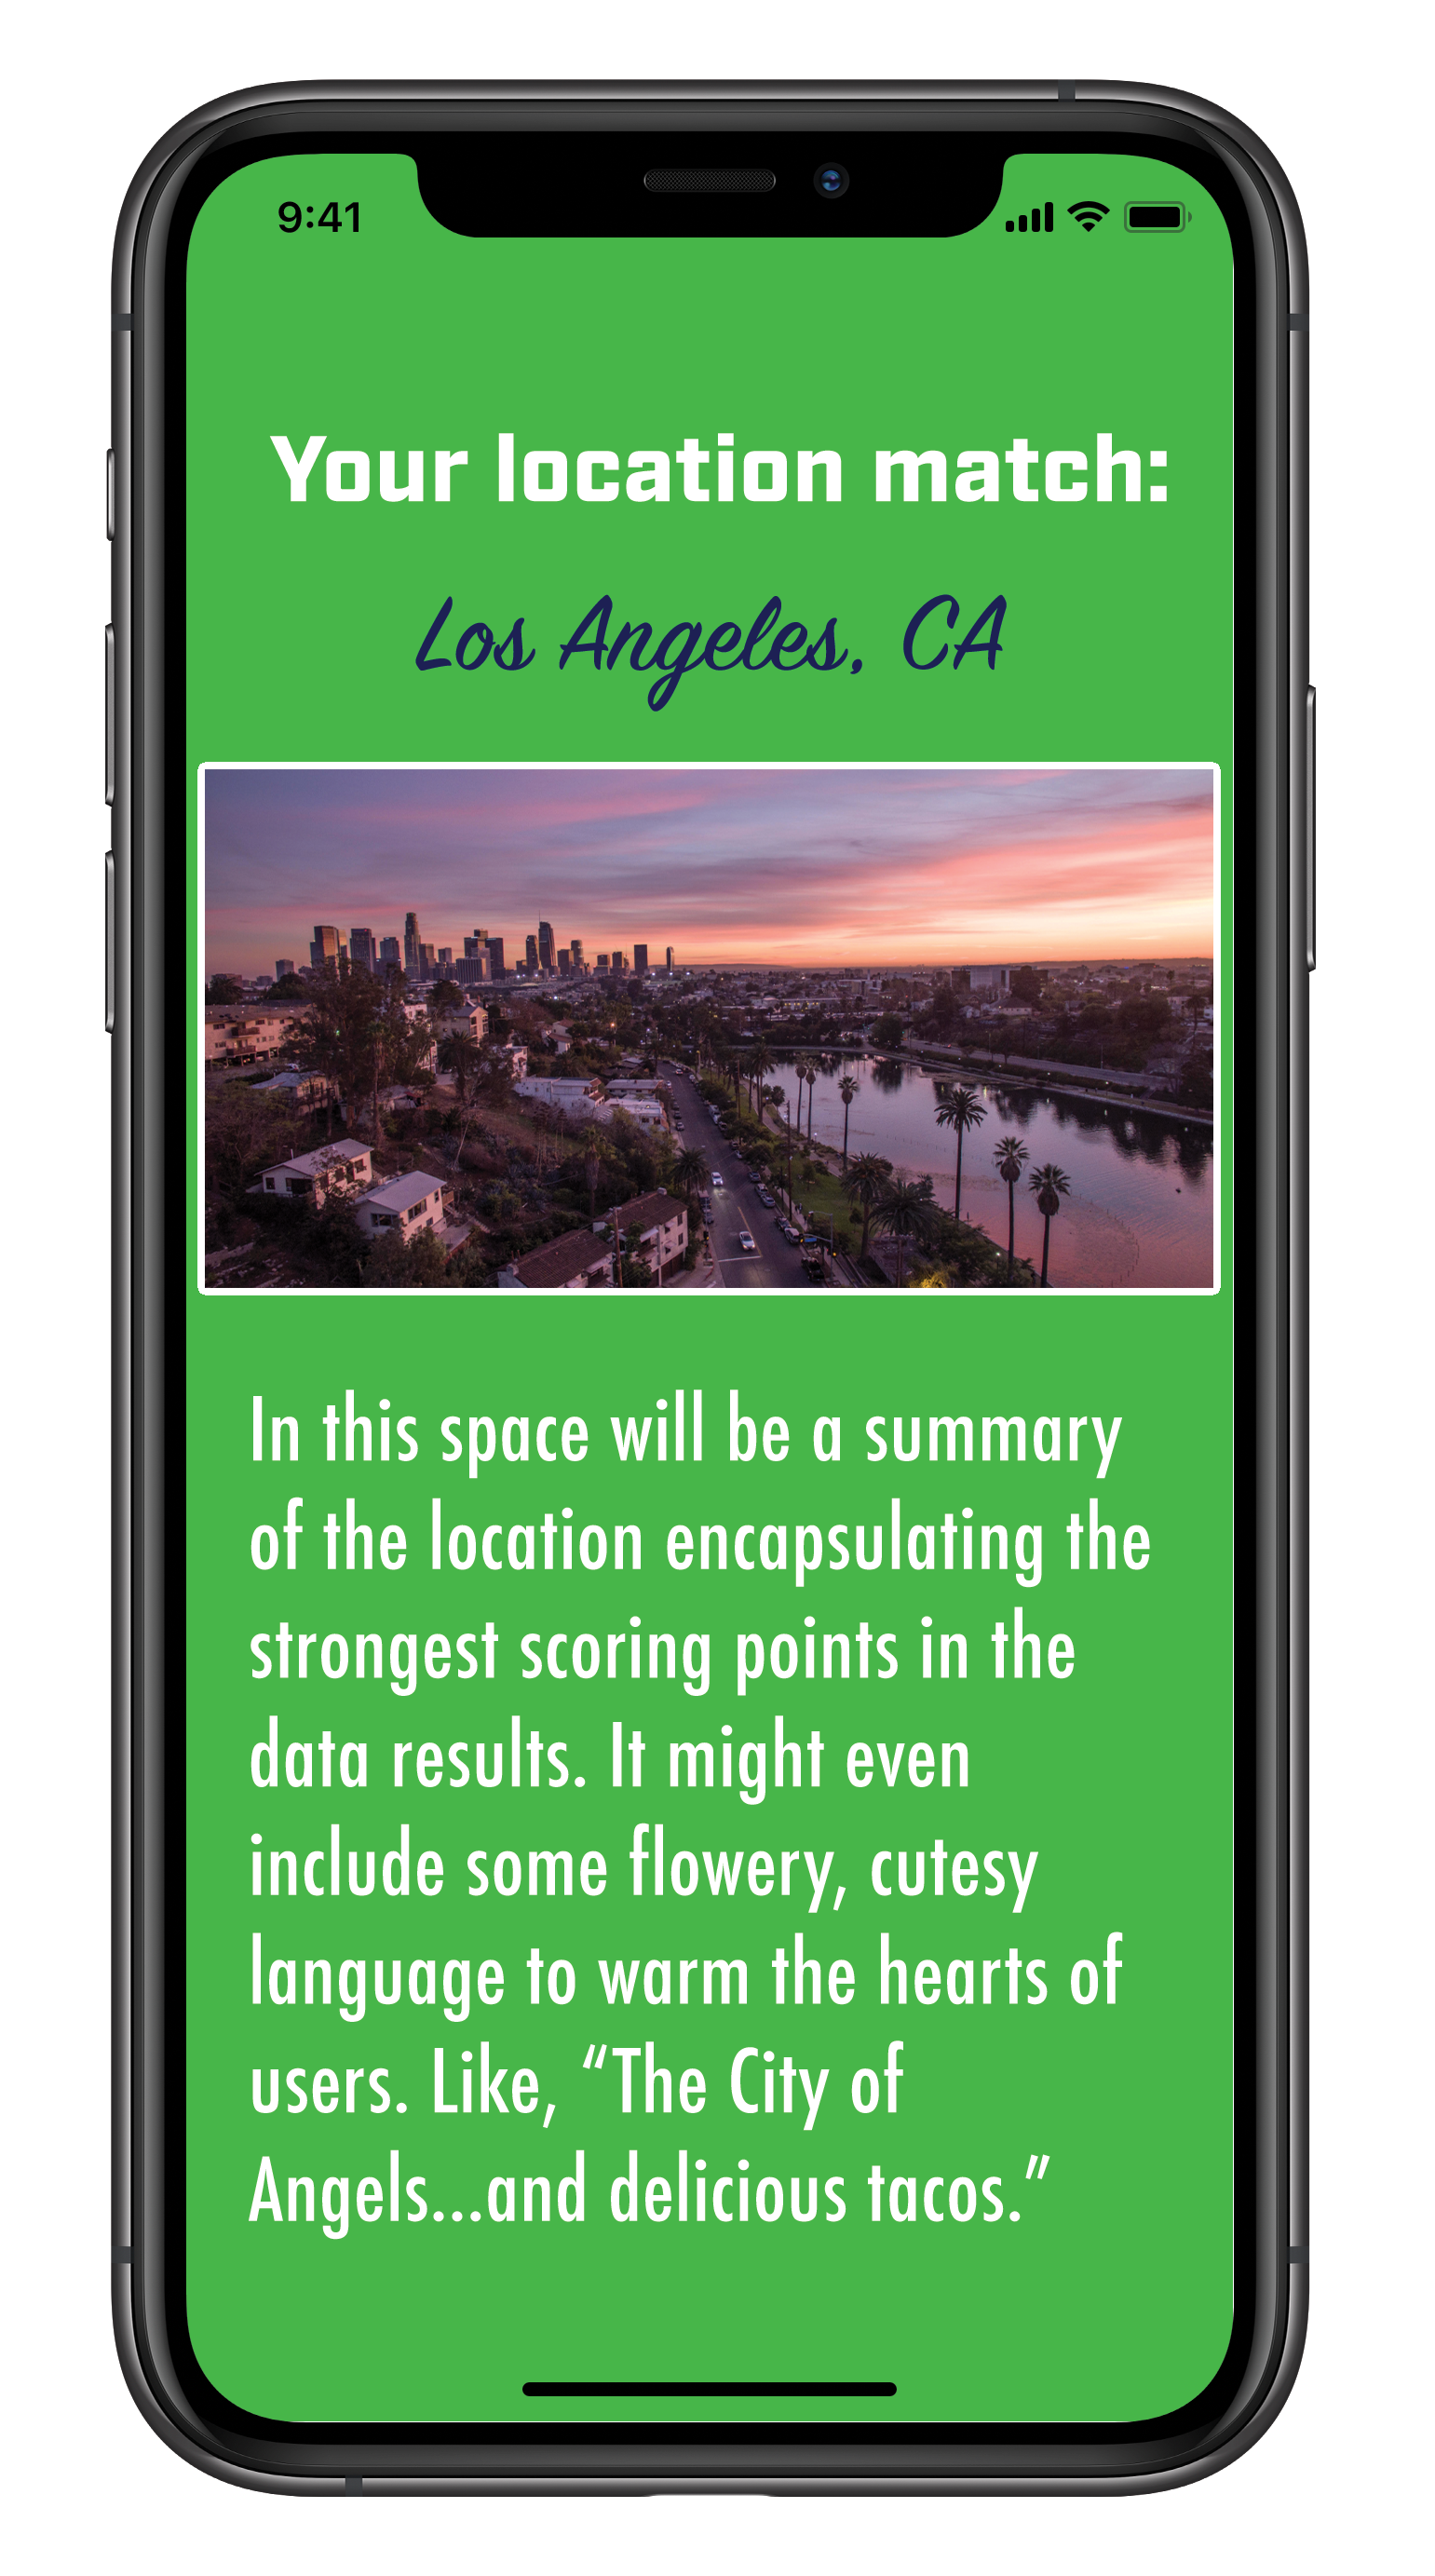 9:41
Your location match:
Los Angeles, CA
In this space will be a summary
of the location encapsulating the
strongest scoring points in the
data results. It might even
include some flowery, cutesy
language to warm the hearts of
users. Like, “The City of
Angels...and delicious tacos.”